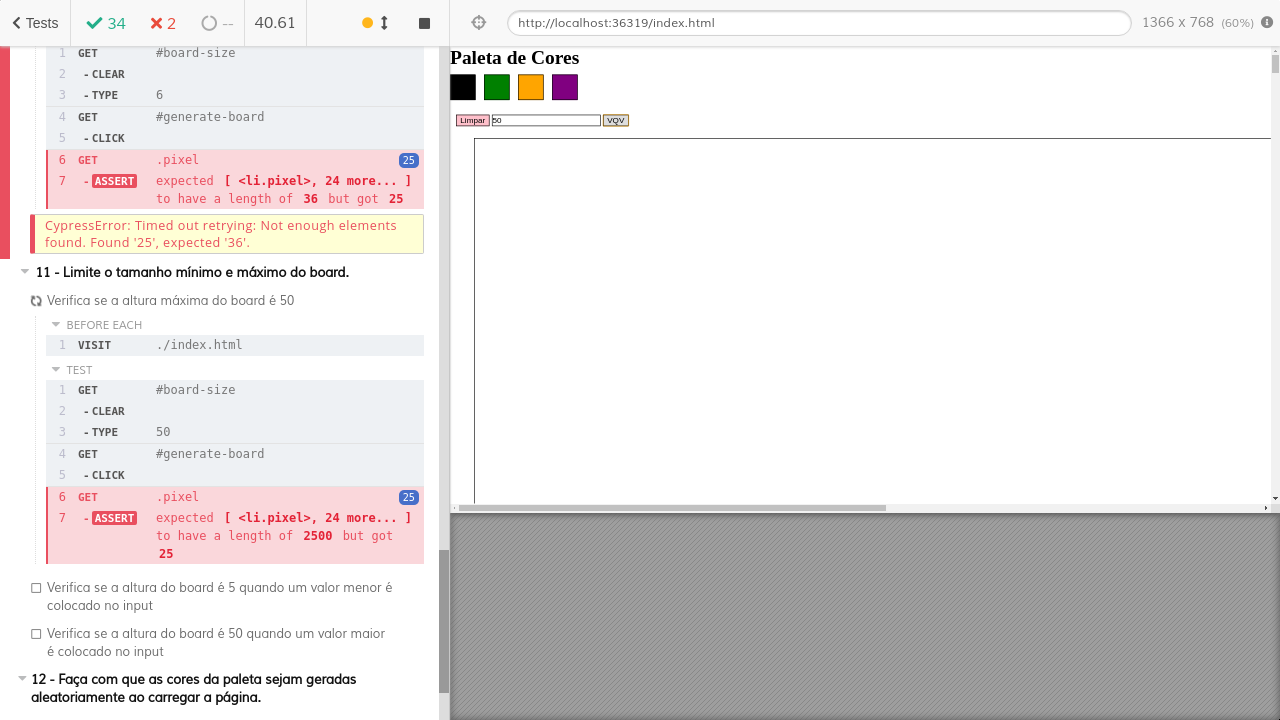 Tests
34
2
--
40.61
http://localhost:36319/index.html
1366 x 768 (60%)
1 GET #board-size
2 - CLEAR
3 - TYPE 6
4 GET #generate-board
5 - CLICK
6 GET .pixel 25
7 - ASSERT expected [ <li.pixel>, 24 more... ]
to have a length of 36 but got 25
CypressError: Timed out retrying: Not enough elements
found. Found '25', expected '36'.
11 - Limite o tamanho mínimo e máximo do board.
Verifica se a altura máxima do board é 50
BEFORE EACH
1 VISIT ./index.html
TEST
1 GET #board-size
2 - CLEAR
3 - TYPE 50
4 GET #generate-board
5 - CLICK
6 GET .pixel 25
7 - ASSERT expected [ <li.pixel>, 24 more... ]
to have a length of 2500 but got
25
Verifica se a altura do board é 5 quando um valor menor é
colocado no input
Verifica se a altura do board é 50 quando um valor maior
é colocado no input
12 - Faça com que as cores da paleta sejam geradas
aleatoriamente ao carregar a página.
Paleta de Cores
Limpar 50 VQV